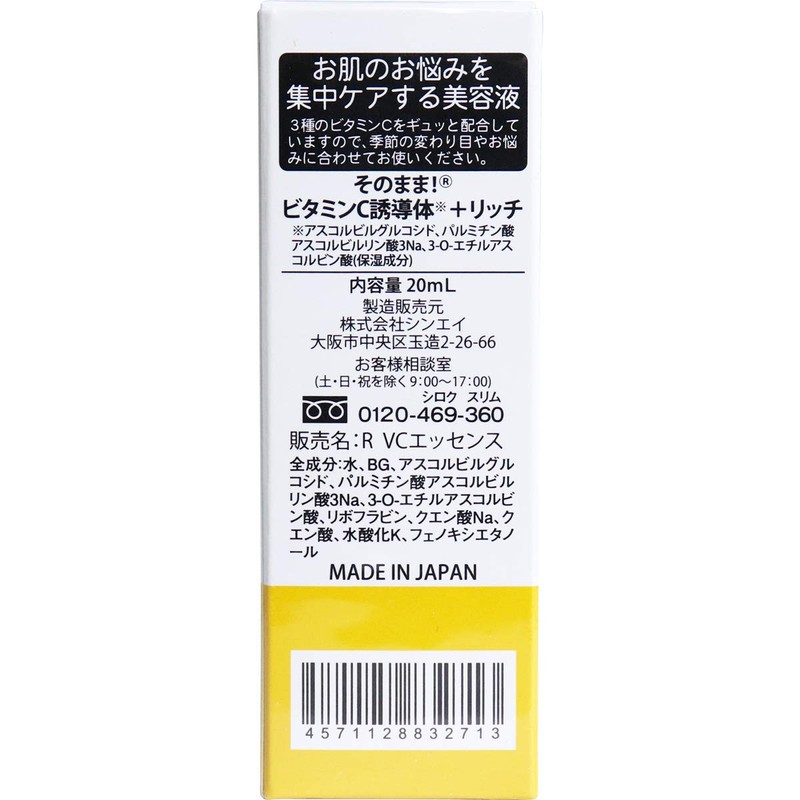 お肌のお悩みを
集中ケアする美容液
3種のビタミンCをギュッと配合して
いますので、季節の変わり目やお悩
みに合わせてお使いください。
そのまま!®
ビタミンC誘導体※+リッチ
※アスコルビルグルコシド、パルミチン酸
アスコルビルリン酸3Na、3-O-エチルアス
コルビン酸(保湿成分)
内容量 20mL
製造販売元
株式会社シンエイ
大阪市中央区玉造2-26-66
お客様相談室
(土・日・祝を除く9:00〜17:00)
シロク スリム
0120-469-360
販売名:R VCエッセンス
全成分:水、BG、アスコルビルグル
コシド、パルミチン酸アスコルビル
リン酸3Na、3-O-エチルアスコルビ
ン酸、リボフラビン、クエン酸Na、ク
エン酸、水酸化K、フェノキシエタノ
ール
MADE IN JAPAN
4571128832713